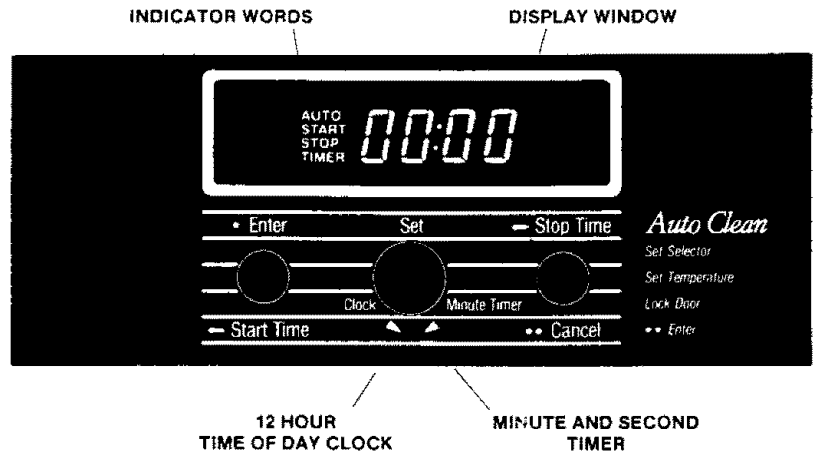 INDICATOR WORDS
DISPLAY WINDOW
AUTO
START
STOP
TIMER
00:00
• Enter
Set
– Stop Time
Auto Clean
Set Selector
Set Temperature
Lock Door
•• Enter
Clock
Minute Timer
– Start Time
•• Cancel
12 HOUR
TIME OF DAY CLOCK
MINUTE AND SECOND
TIMER